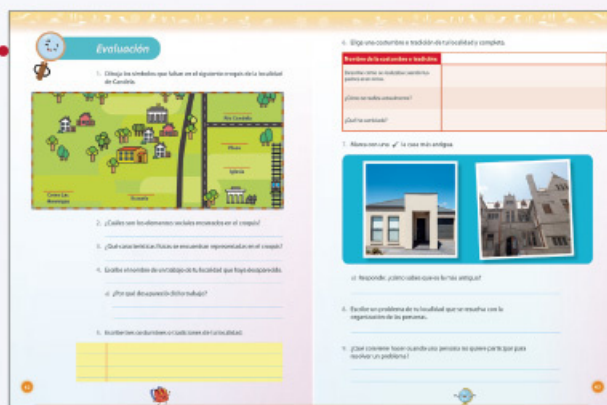 Evaluación
1. Dibuja los símbolos que faltan en el siguiente croquis de la localidad
de Candela.
Río Candela
Museo
Iglesia
Cerro Las
Hormigas
Escuela
2. ¿Cuáles son los elementos sociales encontrados en el croquis?
3. ¿Qué características físicas se encuentran representadas en el croquis?
4. Escribe el nombre de un trabajo de tu localidad que haya desaparecido.
a) ¿Por qué desapareció dicho trabajo?
5. Escribe tres costumbres o tradiciones de tu localidad.
6. Elige una costumbre o tradición de tu localidad y completa.
Nombre de la costumbre o tradición
¿Cómo se realiza actualmente?
¿Qué ha cambiado?
7. Marca con una ✓ la casa más antigua.
a) Responde: ¿cómo sabes que es la más antigua?
8. Escribe un problema de tu localidad que se resuelva con la
organización de las personas.
9. ¿Qué conviene hacer cuando una persona no quiere participar para
resolver un problema?